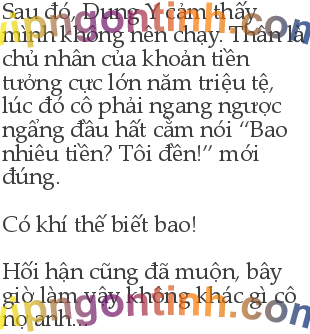 Sau đó, Dung Y cảm thấy
mình không nên chạy. Thân là
chủ nhân của khoản tiền
tưởng cực lớn năm triệu tệ,
lúc đó cô phải ngang ngược
ngẩng đầu hất cằm nói “Bao
nhiêu tiền? Tôi đền!” mới
đúng.
Có khí thế biết bao!
Hối hận cũng đã muộn, bây
giờ làm vậy không khác gì cô
nợ anh...